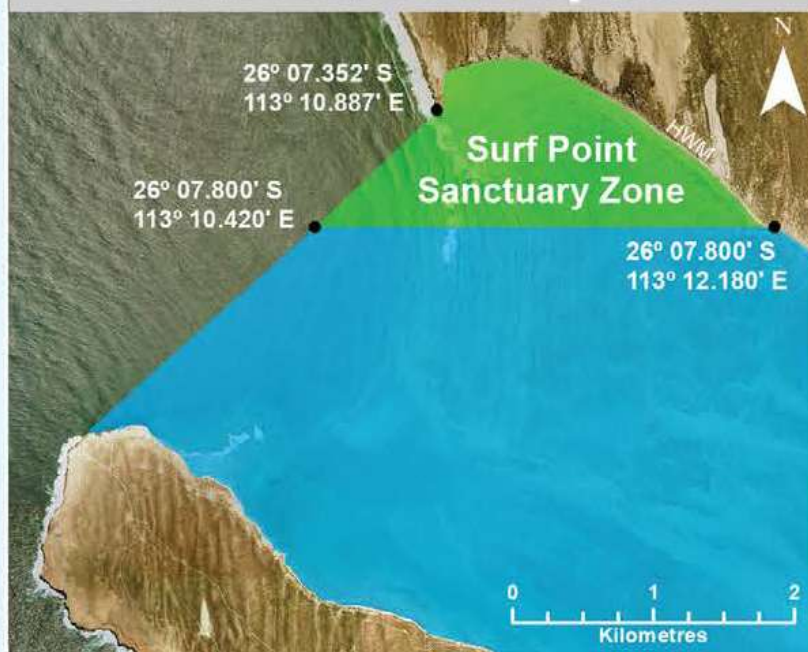 N
26º 07.352' S
113º 10.887' E
HWM
Surf Point
Sanctuary Zone
26º 07.800' S
113º 10.420' E
26º 07.800' S
113º 12.180' E
0 1 2
Kilometres